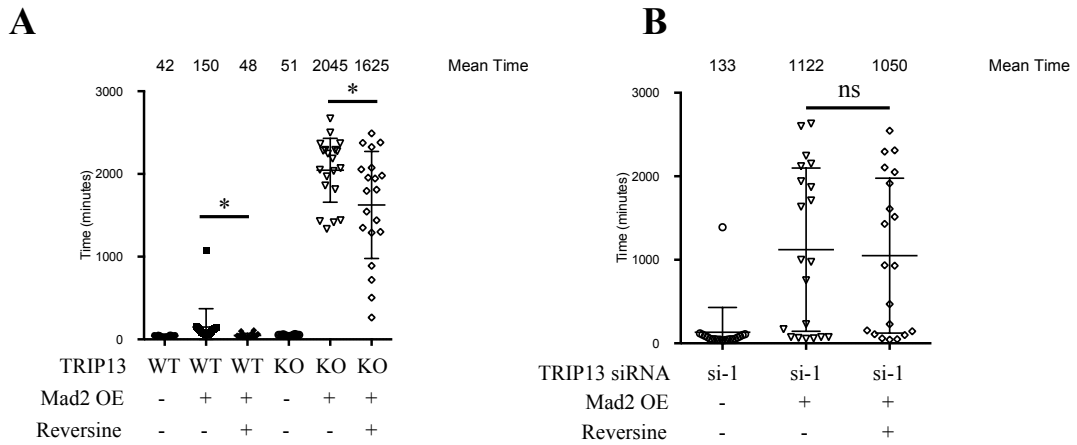 A
42 150 48 51 2045 1625 Mean Time
3000
2000
1000
0
Time (minutes)
*
*
TRIP13 WT WT WT KO KO KO
Mad2 OE - + + - + +
Reversine - - + - - +
B
133 1122 1050 Mean Time
3000
2000
1000
0
Time (minutes)
ns
TRIP13 siRNA si-1 si-1 si-1
Mad2 OE - + +
Reversine - - +